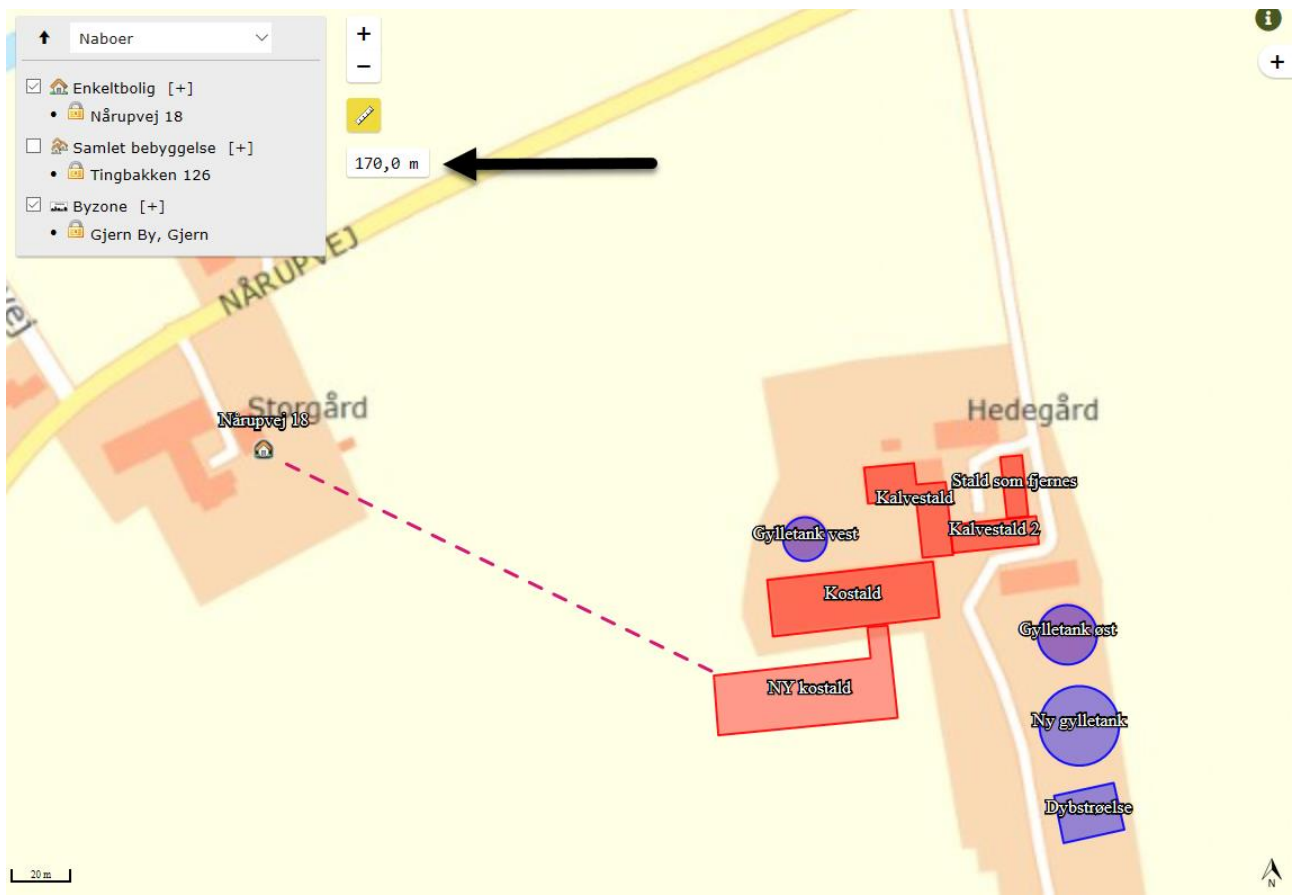 Naboer
Enkeltbolig [+]
Nårupvej 18
Samlet bebyggelse [+]
Tingbakken 126
Byzone [+]
Gjern By, Gjern
+
−
170,0 m
i
+
NÅRUPVEJ
vej
Storgård
Nårupvej 18
Hedegård
Stald som fjernes
Kalvestald
Kalvestald 2
Gylletank vest
Kostald
Gylletank øst
NY kostald
Ny gylletank
Dybstrøelse
20 m
N